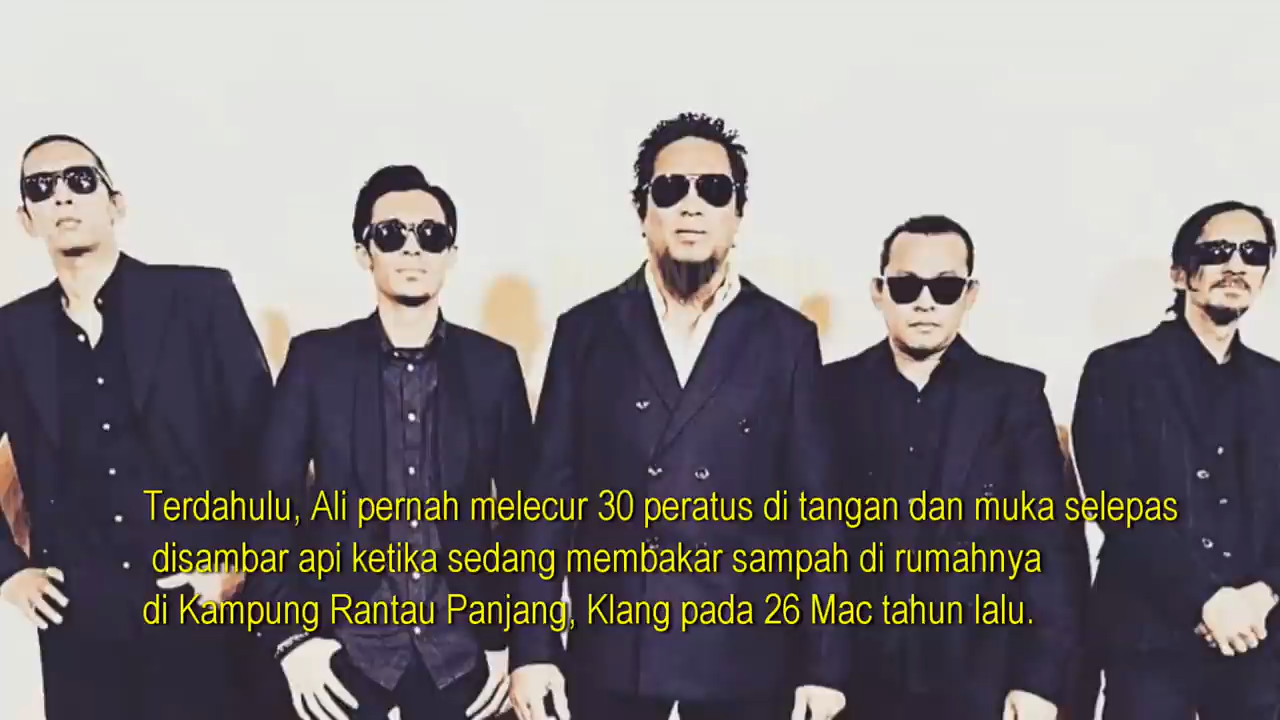 Terdahulu, Ali pernah melecur 30 peratus di tangan dan muka selepas
disambar api ketika sedang membakar sampah di rumahnya
di Kampung Rantau Panjang, Klang pada 26 Mac tahun lalu.